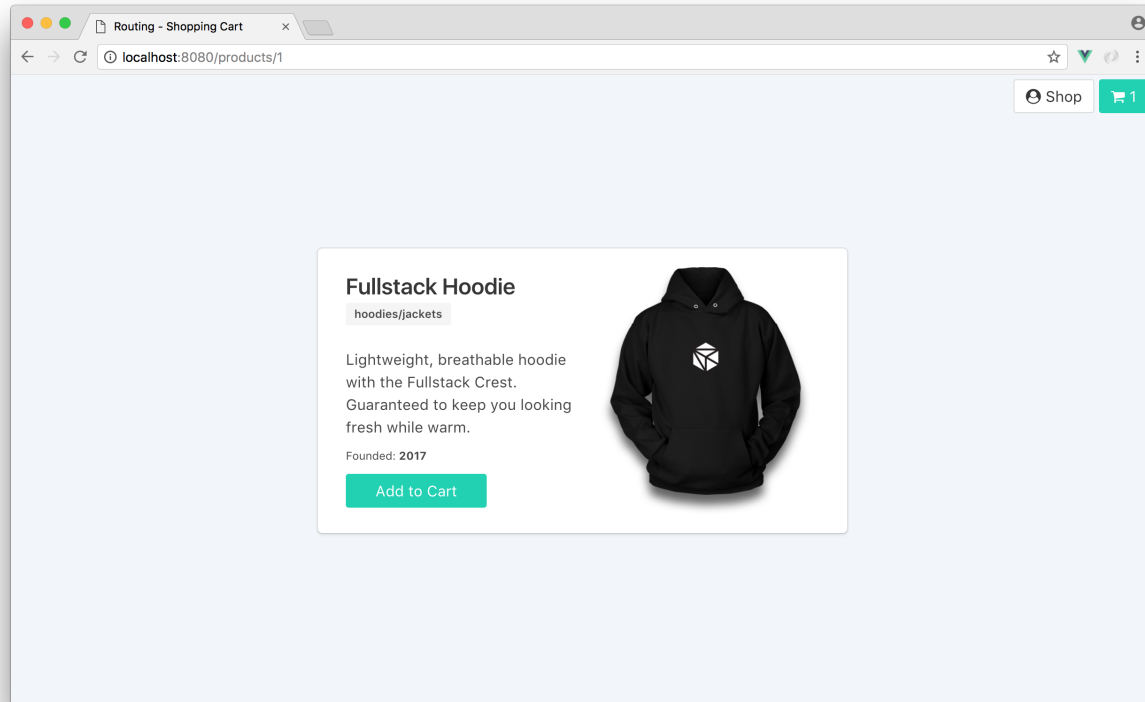 Routing - Shopping Cart
localhost:8080/products/1
Shop
1
Fullstack Hoodie
hoodies/jackets
Lightweight, breathable hoodie
with the Fullstack Crest.
Guaranteed to keep you looking
fresh while warm.
Founded: 2017
Add to Cart